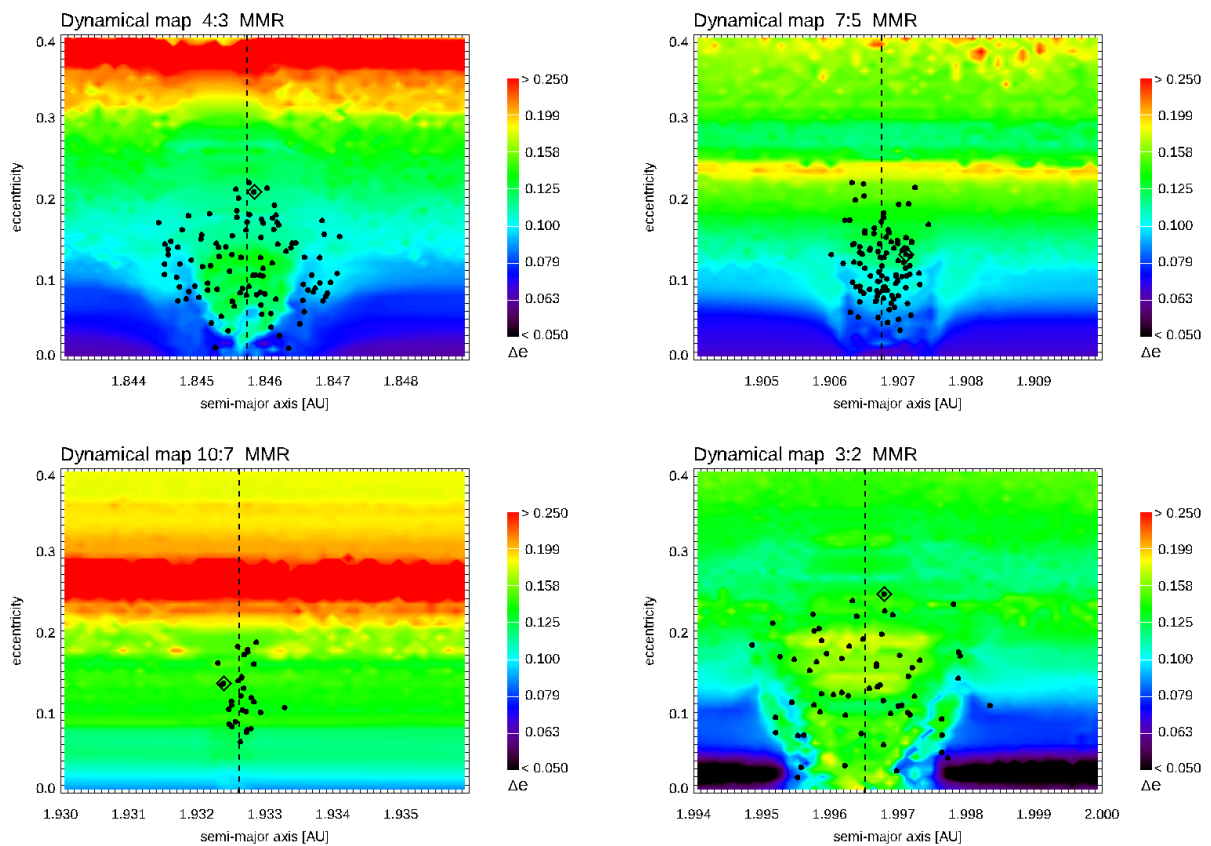 Dynamical map 4:3 MMR
0.4
0.3
0.2
0.1
0.0
eccentricity
1.844 1.845 1.846 1.847 1.848
semi-major axis [AU]
> 0.250
0.199
0.158
0.125
0.100
0.079
0.063
< 0.050
Δe
Dynamical map 7:5 MMR
0.4
0.3
0.2
0.1
0.0
eccentricity
1.905 1.906 1.907 1.908 1.909
semi-major axis [AU]
> 0.250
0.199
0.158
0.125
0.100
0.079
0.063
< 0.050
Δe
Dynamical map 10:7 MMR
0.4
0.3
0.2
0.1
0.0
eccentricity
1.930 1.931 1.932 1.933 1.934 1.935
semi-major axis [AU]
> 0.250
0.199
0.158
0.125
0.100
0.079
0.063
< 0.050
Δe
Dynamical map 3:2 MMR
0.4
0.3
0.2
0.1
0.0
eccentricity
1.994 1.995 1.996 1.997 1.998 1.999 2.000
semi-major axis [AU]
> 0.250
0.199
0.158
0.125
0.100
0.079
0.063
< 0.050
Δe